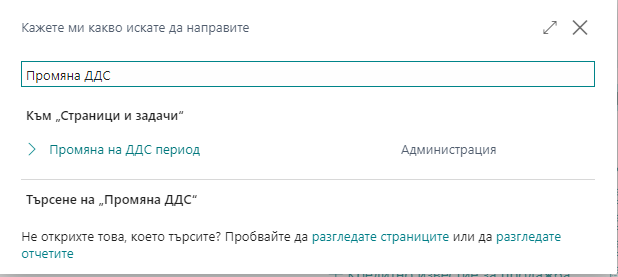 Кажете ми какво искате да направите
Промяна ДДС
Към „Страници и задачи“
Промяна на ДДС период Администрация
Търсене на „Промяна ДДС“
Не открихте това, което търсите? Пробвайте да разгледате страниците или да разгледате
отчетите